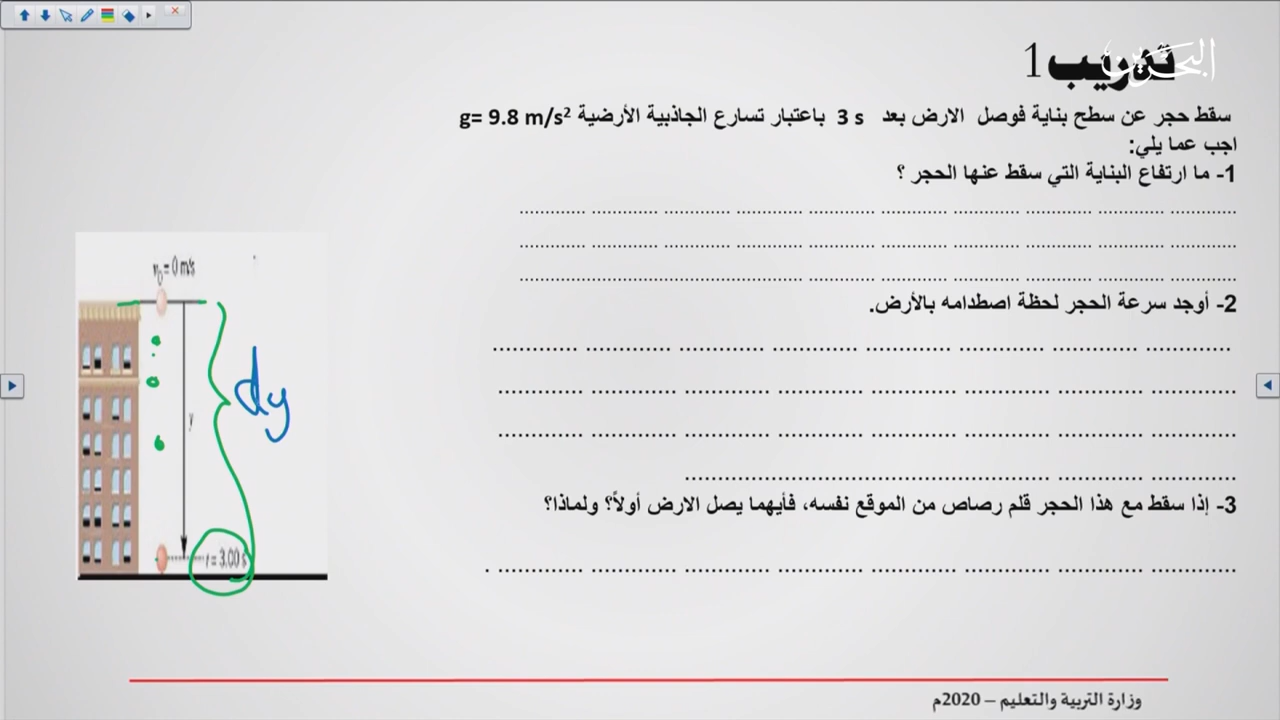 البحرين
تدريب 1
سقط حجر عن سطح بناية فوصل الارض بعد 3 s باعتبار تسارع الجاذبية الأرضية g= 9.8 m/s²
اجب عما يلي:
1- ما ارتفاع البناية التي سقط عنها الحجر ؟
2- أوجد سرعة الحجر لحظة اصطدامه بالأرض.
3- إذا سقط مع هذا الحجر قلم رصاص من الموقع نفسه، فأيهما يصل الارض أولاً؟ ولماذا؟
v₀ = 0 m/s
dy
y
t = 3.00 s
وزارة التربية والتعليم – 2020م